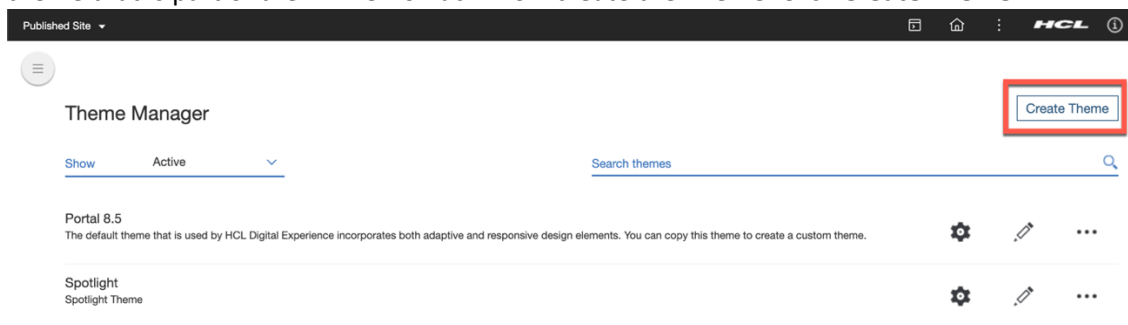 Published Site
HCL
Theme Manager
Create Theme
Show Active
Search themes
Portal 8.5
The default theme that is used by HCL Digital Experience incorporates both adaptive and responsive design elements. You can copy this theme to create a custom theme.
Spotlight
Spotlight Theme